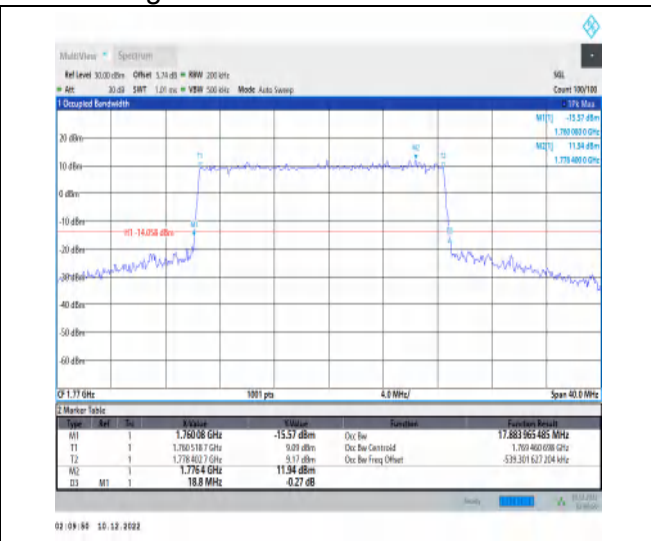 MultiView Spectrum
Ref Level 30.00 dBm Offset 5.74 dB RBW 200 kHz SGL
Att 30 dB SWT 1.01 ms VBW 500 kHz Mode Auto Sweep Count 100/100
1 Occupied Bandwidth 1Pk Max
M1[1] -15.57 dBm
1.760 080 0 GHz
20 dBm M2[1] 11.94 dBm
1.776 400 0 GHz
T1 M2 T2
10 dBm
0 dBm
-10 dBm
M1
H1 -14.058 dBm
D3
-20 dBm
-30 dBm
-40 dBm
-50 dBm
-60 dBm
CF 1.77 GHz 1001 pts 4.0 MHz/ Span 40.0 MHz
2 Marker Table
Type Ref Trc X-Value Y-Value Function Function Result
M1 1 1.760 08 GHz -15.57 dBm Occ Bw 17.883 965 485 MHz
T1 1 1.760 518 7 GHz 9.09 dBm Occ Bw Centroid 1.769 460 698 GHz
T2 1 1.778 402 7 GHz 9.17 dBm Occ Bw Freq Offset -539.301 627 204 kHz
M2 1 1.776 4 GHz 11.94 dBm
D3 M1 1 18.8 MHz -0.27 dB
Ready
02:09:50 10.12.2022